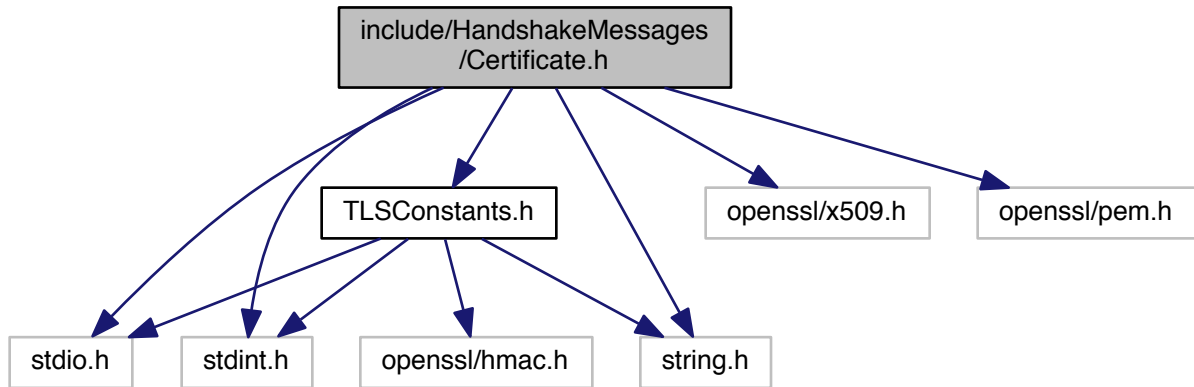 include/HandshakeMessages
/Certificate.h
TLSConstants.h
openssl/x509.h
openssl/pem.h
stdio.h
stdint.h
openssl/hmac.h
string.h